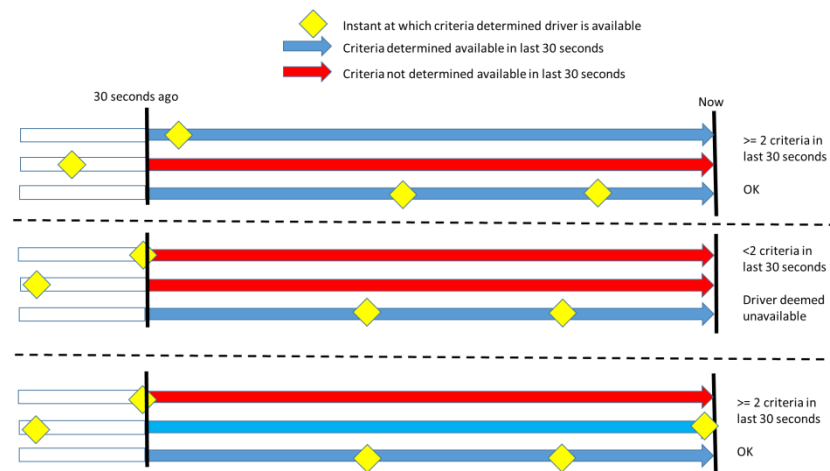 Instant at which criteria determined driver is available
Criteria determined available in last 30 seconds
Criteria not determined available in last 30 seconds
30 seconds ago
Now
>= 2 criteria in
last 30 seconds
OK
<2 criteria in
last 30 seconds
Driver deemed
unavailable
>= 2 criteria in
last 30 seconds
OK